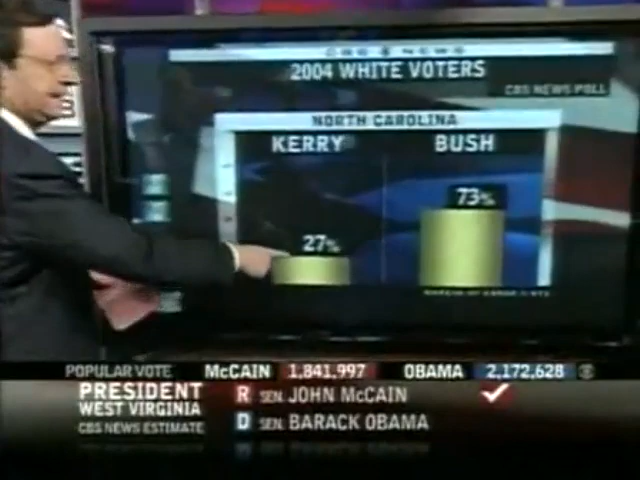 CBS NEWS
2004 WHITE VOTERS
CBS NEWS POLL
NORTH CAROLINA
KERRY BUSH
27% 73%
POPULAR VOTE McCAIN 1,841,997 OBAMA 2,172,628
PRESIDENT R SEN. JOHN McCAIN
WEST VIRGINIA
CBS NEWS ESTIMATE D SEN. BARACK OBAMA